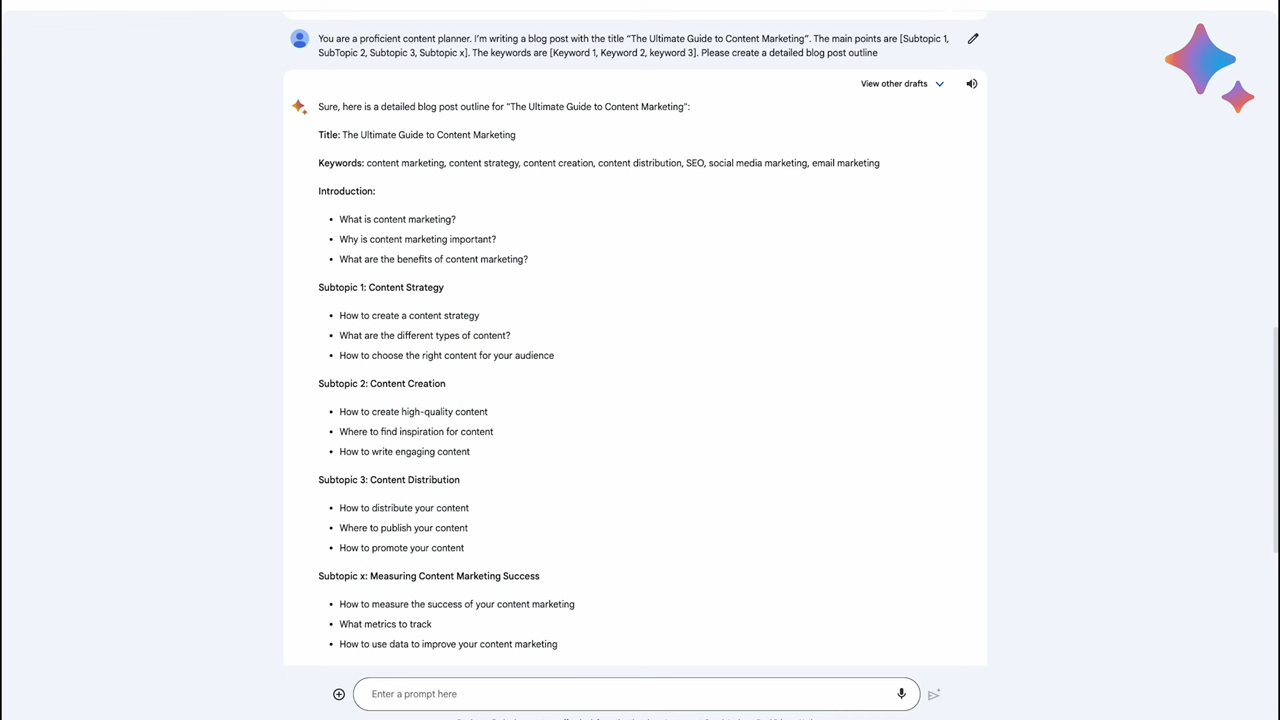 You are a proficient content planner. I'm writing a blog post with the title "The Ultimate Guide to Content Marketing". The main points are [Subtopic 1,
SubTopic 2, Subtopic 3, Subtopic x]. The keywords are [Keyword 1, Keyword 2, keyword 3]. Please create a detailed blog post outline
View other drafts
Sure, here is a detailed blog post outline for "The Ultimate Guide to Content Marketing":
Title: The Ultimate Guide to Content Marketing
Keywords: content marketing, content strategy, content creation, content distribution, SEO, social media marketing, email marketing
Introduction:
• What is content marketing?
• Why is content marketing important?
• What are the benefits of content marketing?
Subtopic 1: Content Strategy
• How to create a content strategy
• What are the different types of content?
• How to choose the right content for your audience
Subtopic 2: Content Creation
• How to create high-quality content
• Where to find inspiration for content
• How to write engaging content
Subtopic 3: Content Distribution
• How to distribute your content
• Where to publish your content
• How to promote your content
Subtopic x: Measuring Content Marketing Success
• How to measure the success of your content marketing
• What metrics to track
• How to use data to improve your content marketing
Enter a prompt here